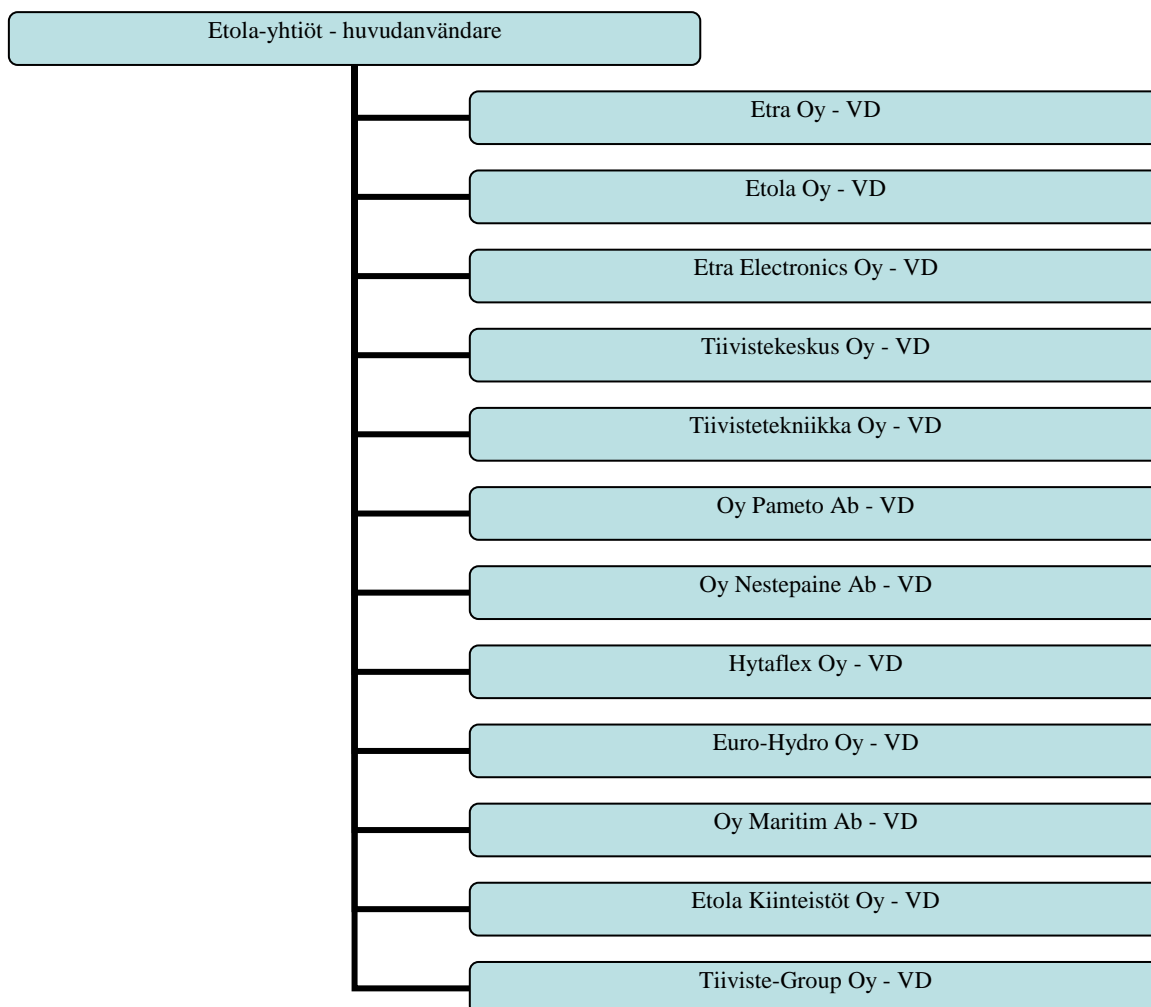 Etola-yhtiöt - huvudanvändare
Etra Oy - VD
Etola Oy - VD
Etra Electronics Oy - VD
Tiivistekeskus Oy - VD
Tiivistetekniikka Oy - VD
Oy Pameto Ab - VD
Oy Nestepaine Ab - VD
Hytaflex Oy - VD
Euro-Hydro Oy - VD
Oy Maritim Ab - VD
Etola Kiinteistöt Oy - VD
Tiiviste-Group Oy - VD